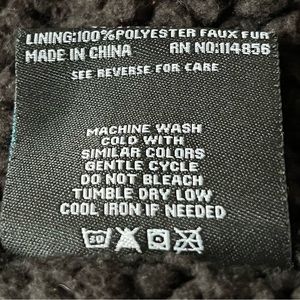 LINING:100%POLYESTER FAUX FUR
MADE IN CHINA RN NO:114856
SEE REVERSE FOR CARE
MACHINE WASH
COLD WITH
SIMILAR COLORS
GENTLE CYCLE
DO NOT BLEACH
TUMBLE DRY LOW
COOL IRON IF NEEDED
30